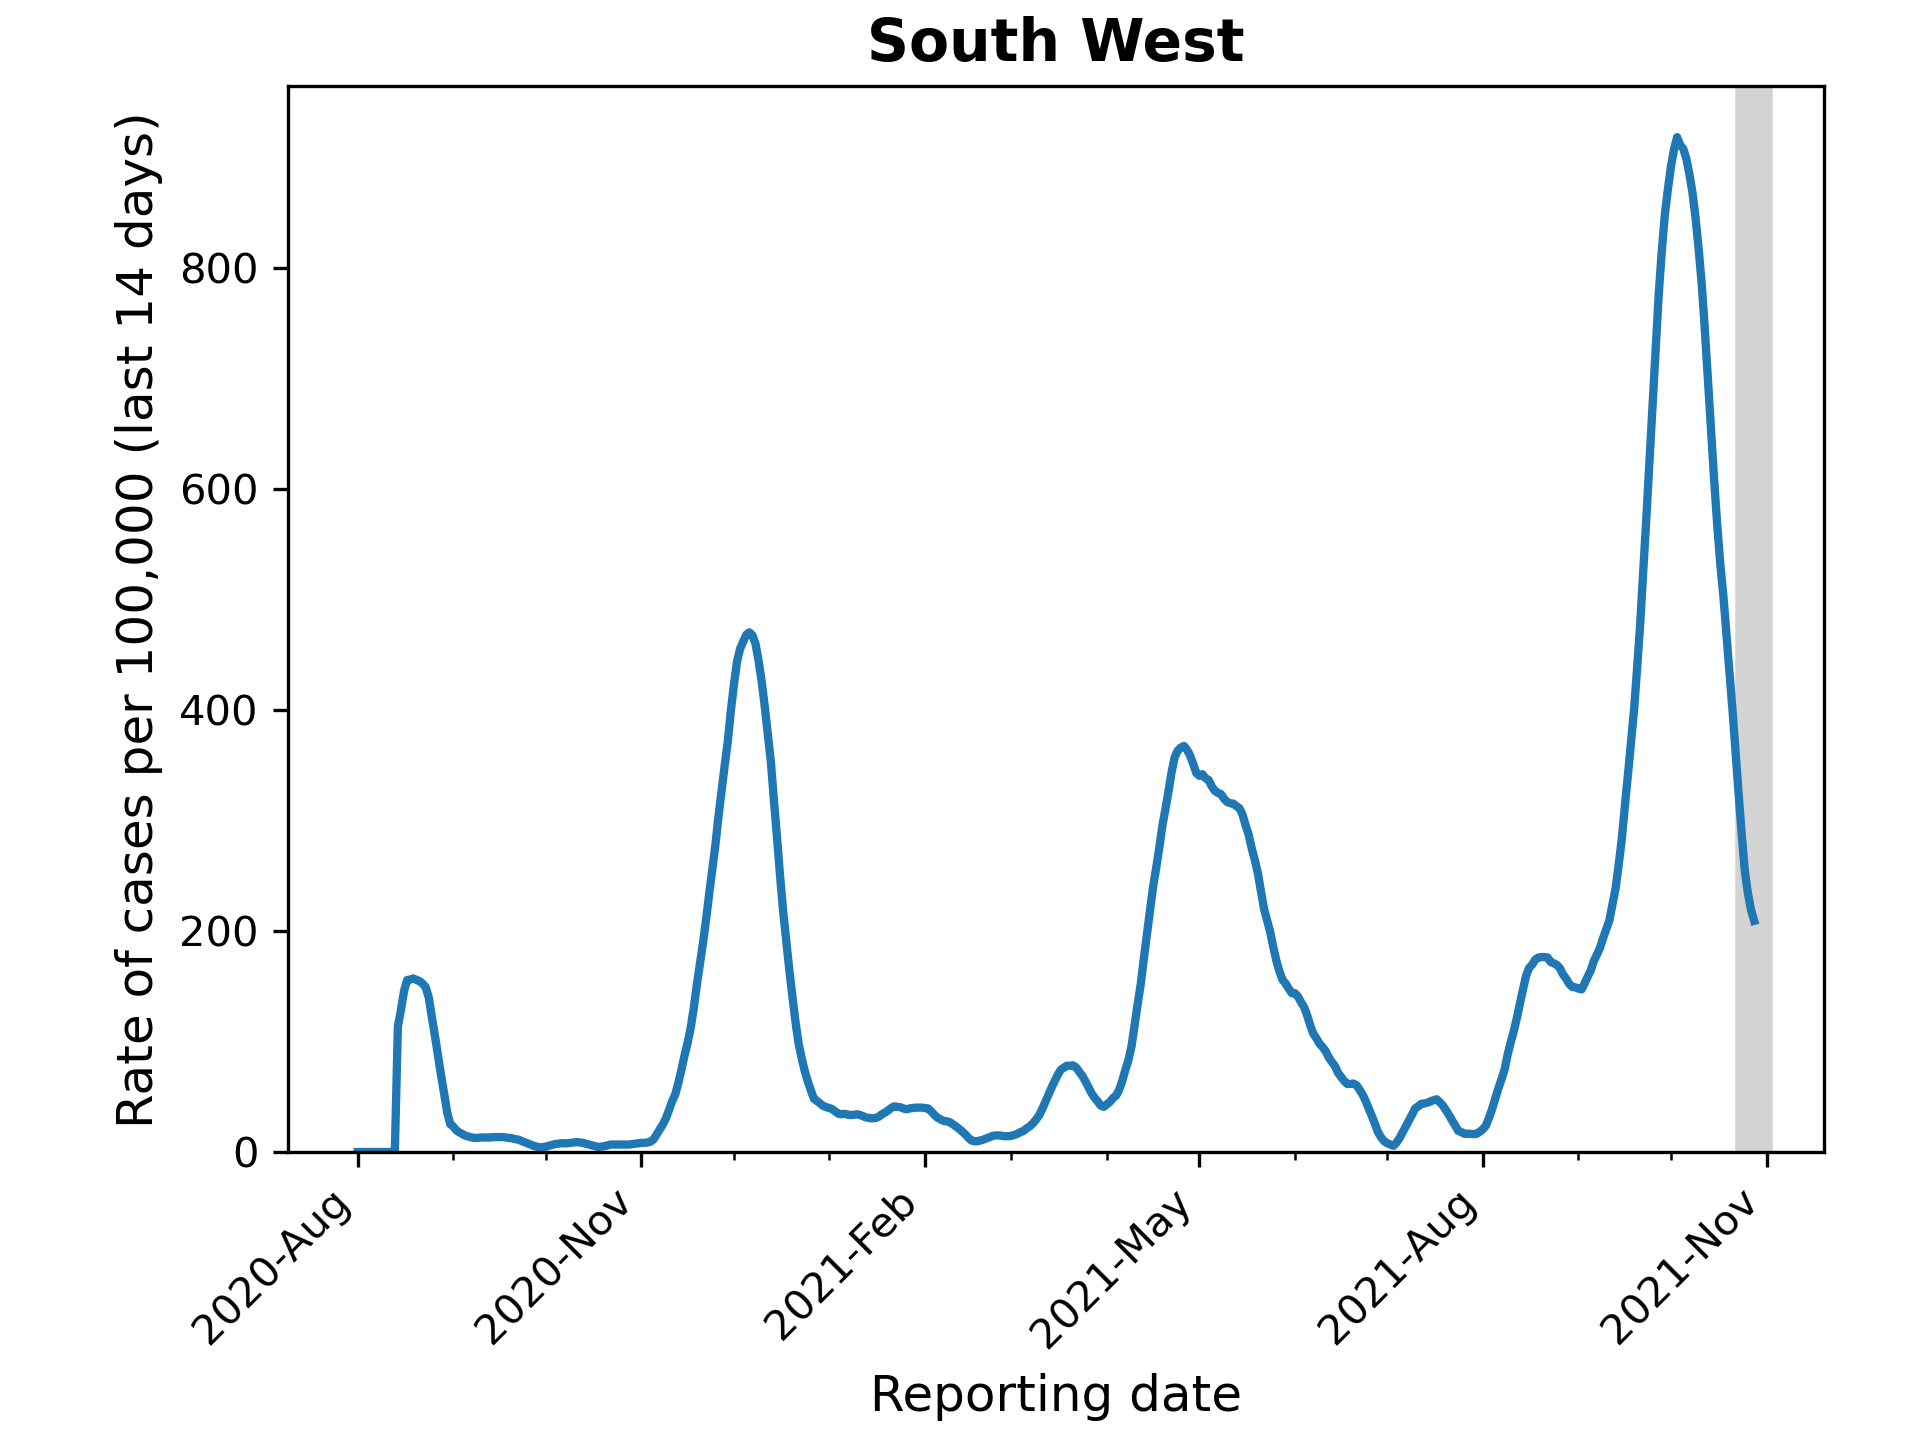 South West
Rate of cases per 100,000 (last 14 days)
800
600
400
200
0
2020-Aug
2020-Nov
2021-Feb
2021-May
2021-Aug
2021-Nov
Reporting date